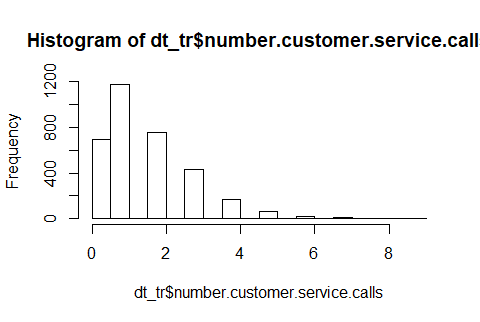 Histogram of dt_tr$number.customer.service.calls
Frequency
1200
800
400
0
0 2 4 6 8
dt_tr$number.customer.service.calls